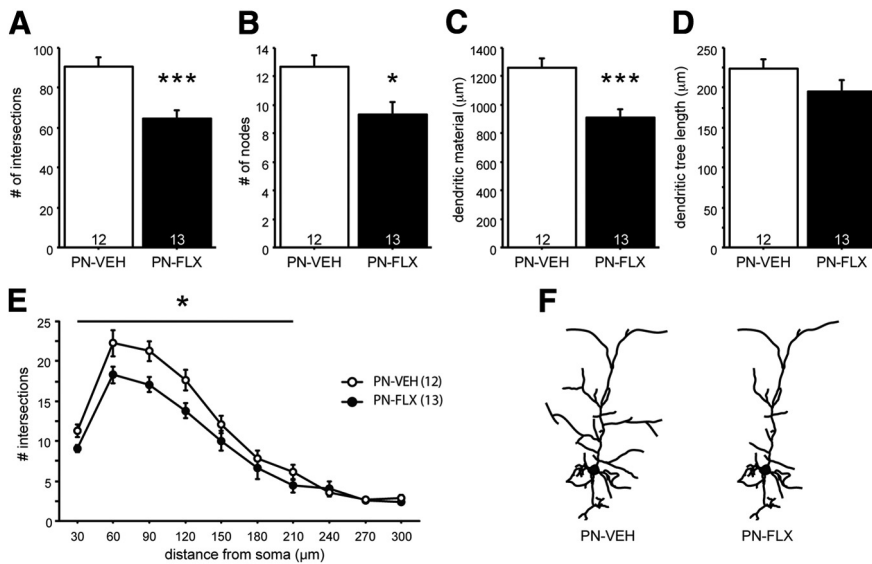 A
# of intersections
100
80
60
40
20
0
***
12
13
PN-VEH
PN-FLX
B
# of nodes
14
12
10
8
6
4
2
0
*
12
13
PN-VEH
PN-FLX
C
dendritic material (µm)
1400
1200
1000
800
600
400
200
0
***
12
13
PN-VEH
PN-FLX
D
dendritic tree length (µm)
250
200
150
100
50
0
12
13
PN-VEH
PN-FLX
E
# intersections
25
20
15
10
5
0
*
PN-VEH (12)
PN-FLX (13)
30 60 90 120 150 180 210 240 270 300
distance from soma (µm)
F
PN-VEH
PN-FLX